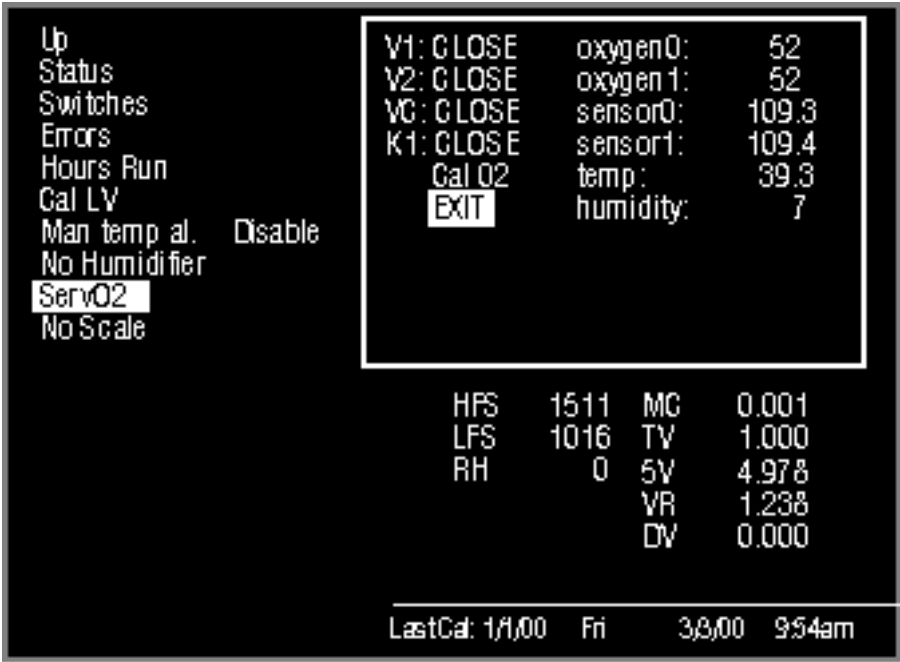 Up
Status
Switches
Errors
Hours Run
Cal LV
Man temp al. Disable
No Humidifier
ServO2
No Scale
V1: CLOSE oxygen0: 52
V2: CLOSE oxygen1: 52
VC: CLOSE sensor0: 109.3
K1: CLOSE sensor1: 109.4
Cal O2 temp: 39.3
EXIT humidity: 7
HFS 1511 MC 0.001
LFS 1016 TV 1.000
RH 0 5V 4.978
VR 1.238
DV 0.000
LastCal: 1/1/00 Fri 3/3/00 9:54am